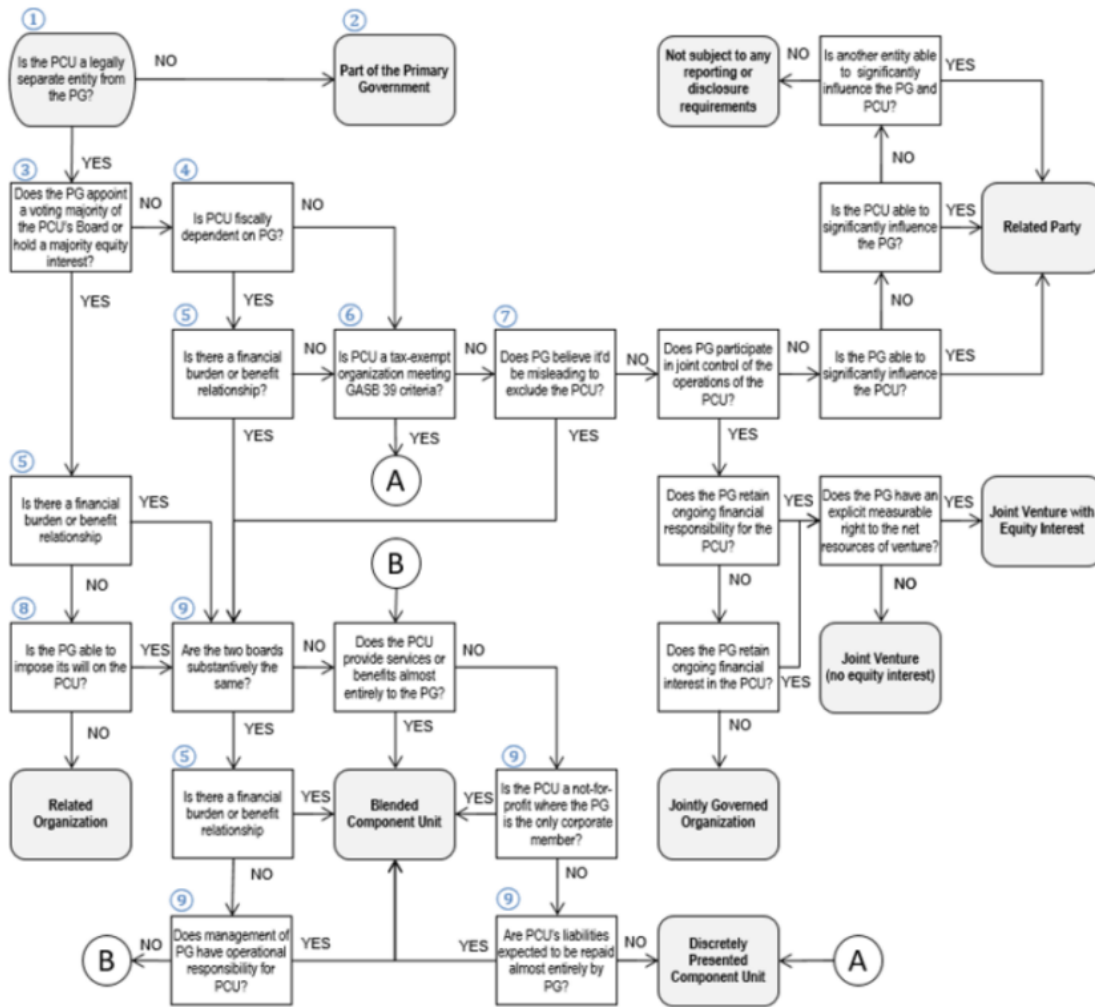 ①
Is the PCU a legally
separate entity from
the PG?
NO
YES
②
Part of the Primary
Government
Not subject to any
reporting or
disclosure
requirements
NO
Is another entity able
to significantly
influence the PG and
PCU?
YES
NO
③
Does the PG appoint
a voting majority of
the PCU's Board or
hold a majority equity
interest?
NO
YES
④
Is PCU fiscally
dependent on PG?
NO
YES
Is the PCU able to
significantly influence
the PG?
YES
NO
Related Party
⑤
Is there a financial
burden or benefit
relationship?
NO
YES
⑥
Is PCU a tax-exempt
organization meeting
GASB 39 criteria?
NO
YES
A
⑦
Does PG believe it'd
be misleading to
exclude the PCU?
NO
YES
Does PG participate
in joint control of the
operations of the
PCU?
NO
YES
Is the PG able to
significantly influence
the PCU?
YES
⑤
Is there a financial
burden or benefit
relationship
YES
NO
B
Does the PG retain
ongoing financial
responsibility for the
PCU?
YES
NO
Does the PG have an
explicit measurable
right to the net
resources of venture?
YES
NO
Joint Venture with
Equity Interest
⑧
Is the PG able to
impose its will on the
PCU?
YES
NO
⑨
Are the two boards
substantively the
same?
NO
YES
Does the PCU
provide services or
benefits almost
entirely to the PG?
NO
YES
Does the PG retain
ongoing financial
interest in the PCU?
YES
NO
Joint Venture
(no equity interest)
Related
Organization
⑤
Is there a financial
burden or benefit
relationship
YES
NO
Blended
Component Unit
⑨
Is the PCU a not-for-
profit where the PG
is the only corporate
member?
YES
NO
Jointly Governed
Organization
B
NO
⑨
Does management of
PG have operational
responsibility for
PCU?
YES
⑨
Are PCU's liabilities
expected to be repaid
almost entirely by
PG?
YES
NO
Discretely
Presented
Component Unit
A